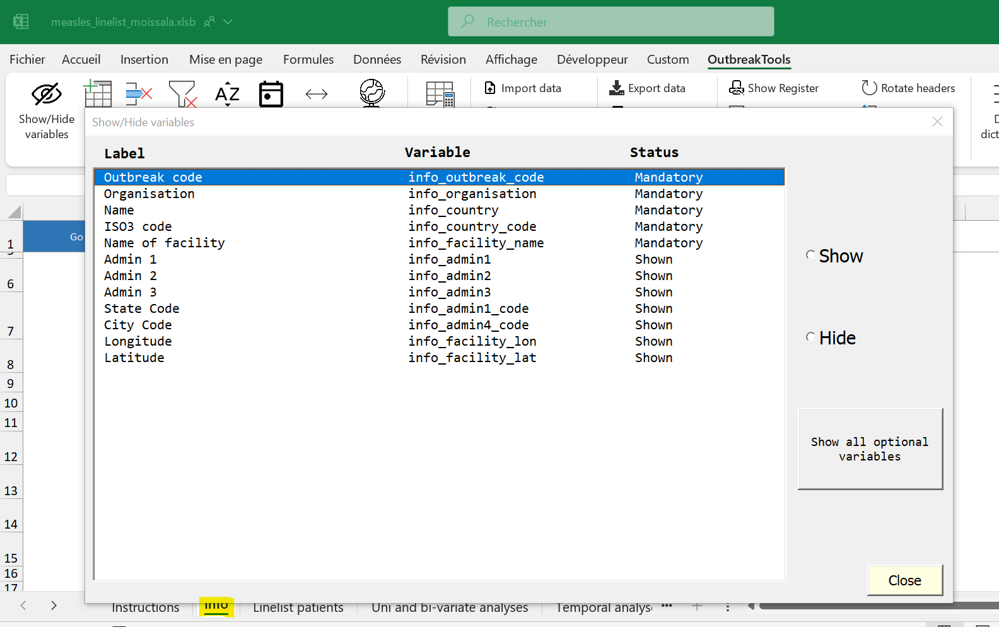 measles_linelist_moissala.xlsb
Rechercher
Fichier Accueil Insertion Mise en page Formules Données Révision Affichage Développeur Custom OutbreakTools
Show/Hide
variables
AZ
Import data
Export data
Show Register
Rotate headers
Show/Hide variables
Label Variable Status
Outbreak code info_outbreak_code Mandatory
Organisation info_organisation Mandatory
Name info_country Mandatory
ISO3 code info_country_code Mandatory
Name of facility info_facility_name Mandatory
Admin 1 info_admin1 Shown
Admin 2 info_admin2 Shown
Admin 3 info_admin3 Shown
State Code info_admin1_code Shown
City Code info_admin4_code Shown
Longitude info_facility_lon Shown
Latitude info_facility_lat Shown
Show
Hide
Show all optional
variables
Close
Go
1
6
7
8
9
10
11
12
13
14
15
16
17
Instructions Info Linelist patients Uni and bi-variate analyses Temporal analys